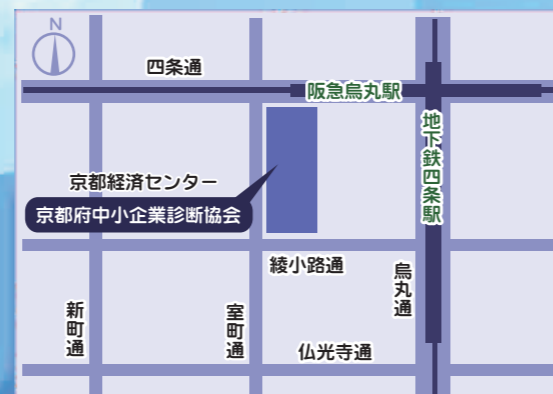 N
四条通
阪急烏丸駅
地下鉄四条駅
京都経済センター
京都府中小企業診断協会
綾小路通
烏丸通
新町通
室町通
仏光寺通